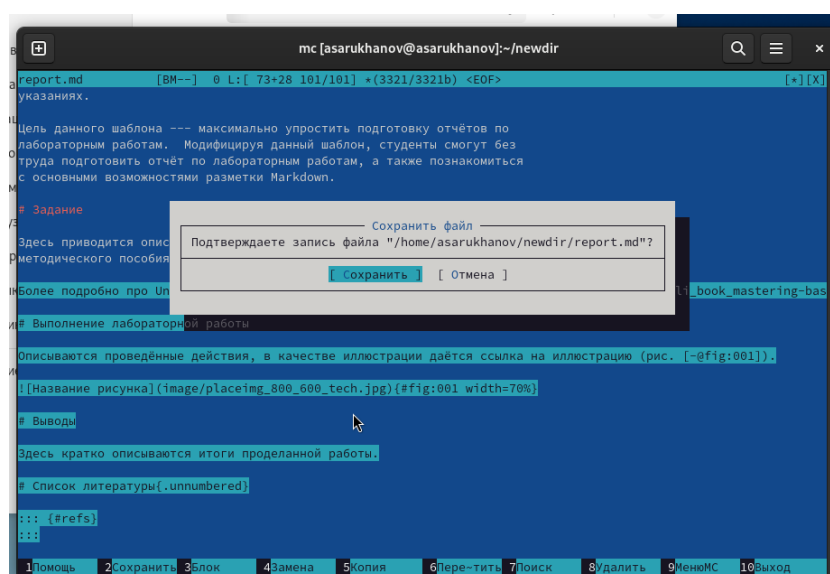 mc [asarukhanov@asarukhanov]:~/newdir
report.md [BM--] 0 L:[ 73+28 101/101] *(3321/3321b) <EOF> [*][X]
указаниях.
Цель данного шаблона --- максимально упростить подготовку отчётов по
лабораторным работам. Модифицируя данный шаблон, студенты смогут без
труда подготовить отчёт по лабораторным работам, а также познакомиться
с основными возможностями разметки Markdown.
# Задание
Сохранить файл
Здесь приводится опис
Подтверждаете запись файла "/home/asarukhanov/newdir/report.md"?
методического пособия
[ Сохранить ] [ Отмена ]
Более подробно про Un
li_book_mastering-bas
# Выполнение лабораторной работы
Описываются проведённые действия, в качестве иллюстрации даётся ссылка на иллюстрацию (рис. [-@fig:001]).
![Название рисунка](image/placeimg_800_600_tech.jpg){#fig:001 width=70%}
# Выводы
Здесь кратко описываются итоги проделанной работы.
# Список литературы{.unnumbered}
::: {#refs}
:::
1Помощь 2Сохранить 3Блок 4Замена 5Копия 6Пере~тить 7Поиск 8Удалить 9МенюMC 10Выход